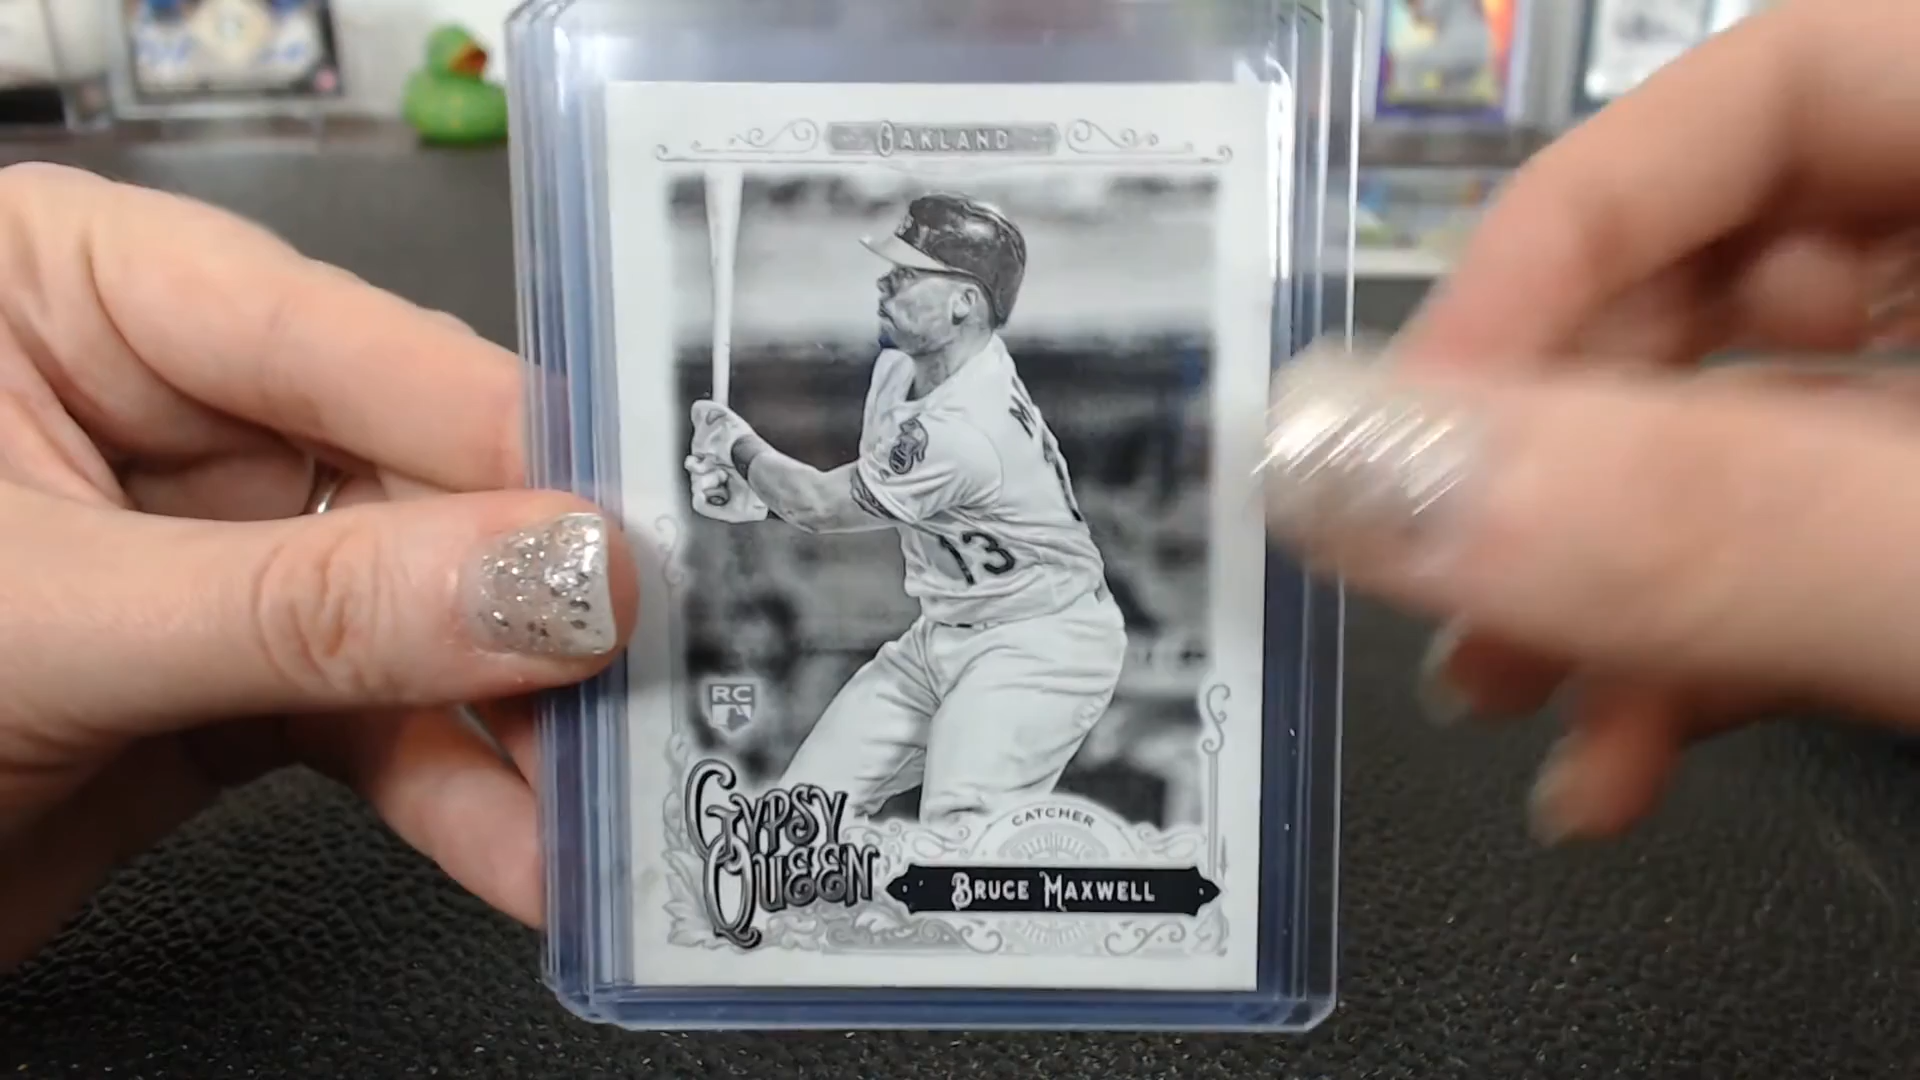 OAKLAND
M
13
RC
GYPSY
QUEEN
CATCHER
BRUCE MAXWELL